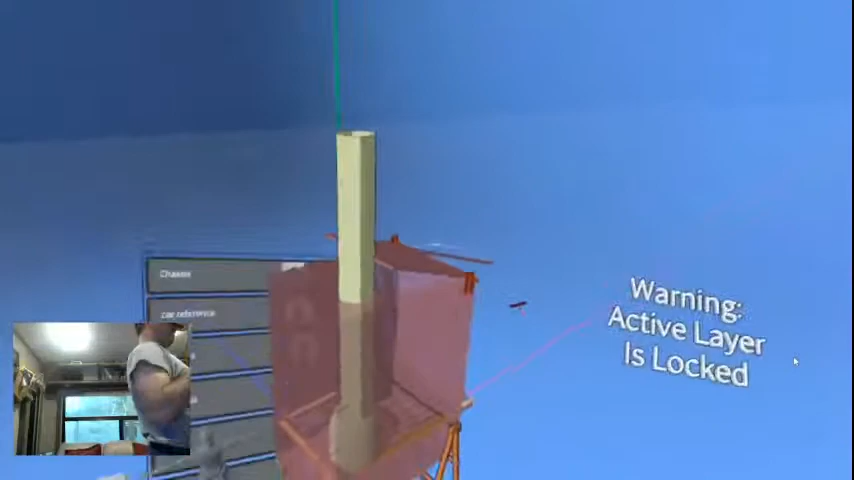 Chassis
car reference
Warning:
Active Layer
Is Locked